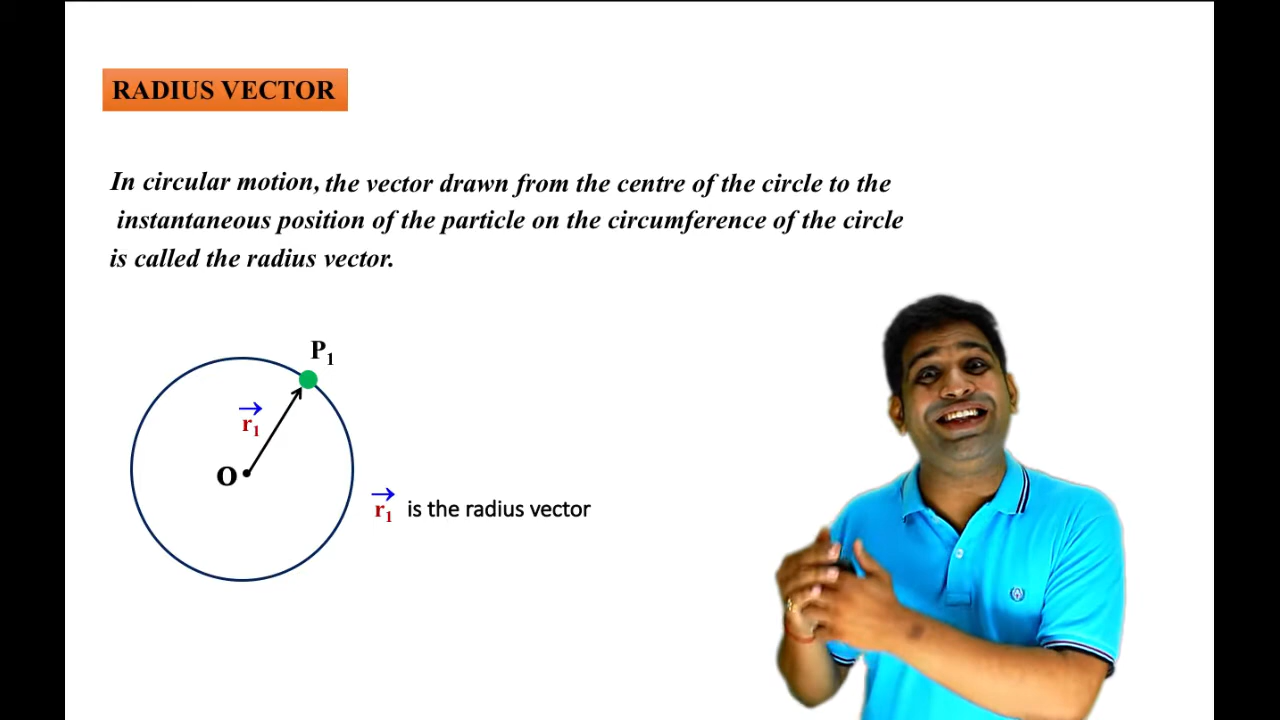 RADIUS VECTOR
In circular motion, the vector drawn from the centre of the circle to the
instantaneous position of the particle on the circumference of the circle
is called the radius vector.
P₁
r₁
O
r₁ is the radius vector